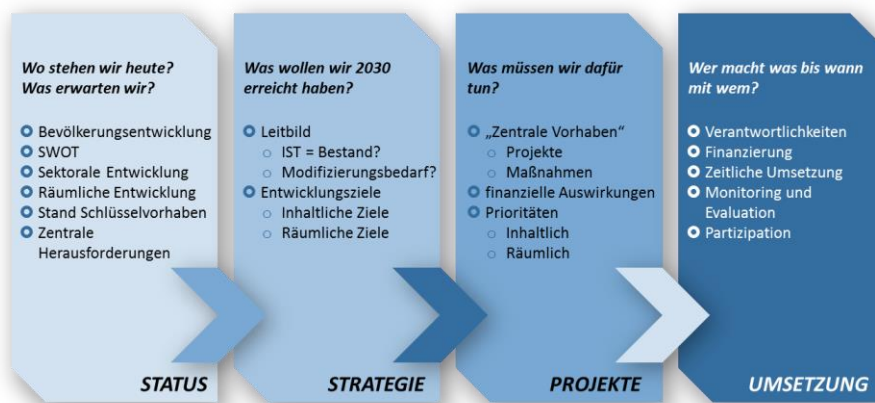 Wo stehen wir heute?
Was erwarten wir?
Bevölkerungsentwicklung
SWOT
Sektorale Entwicklung
Räumliche Entwicklung
Stand Schlüsselvorhaben
Zentrale
Herausforderungen
STATUS
Was wollen wir 2030
erreicht haben?
Leitbild
IST = Bestand?
Modifizierungsbedarf?
Entwicklungsziele
Inhaltliche Ziele
Räumliche Ziele
STRATEGIE
Was müssen wir dafür
tun?
„Zentrale Vorhaben“
Projekte
Maßnahmen
finanzielle Auswirkungen
Prioritäten
Inhaltlich
Räumlich
PROJEKTE
Wer macht was bis wann
mit wem?
Verantwortlichkeiten
Finanzierung
Zeitliche Umsetzung
Monitoring und
Evaluation
Partizipation
UMSETZUNG